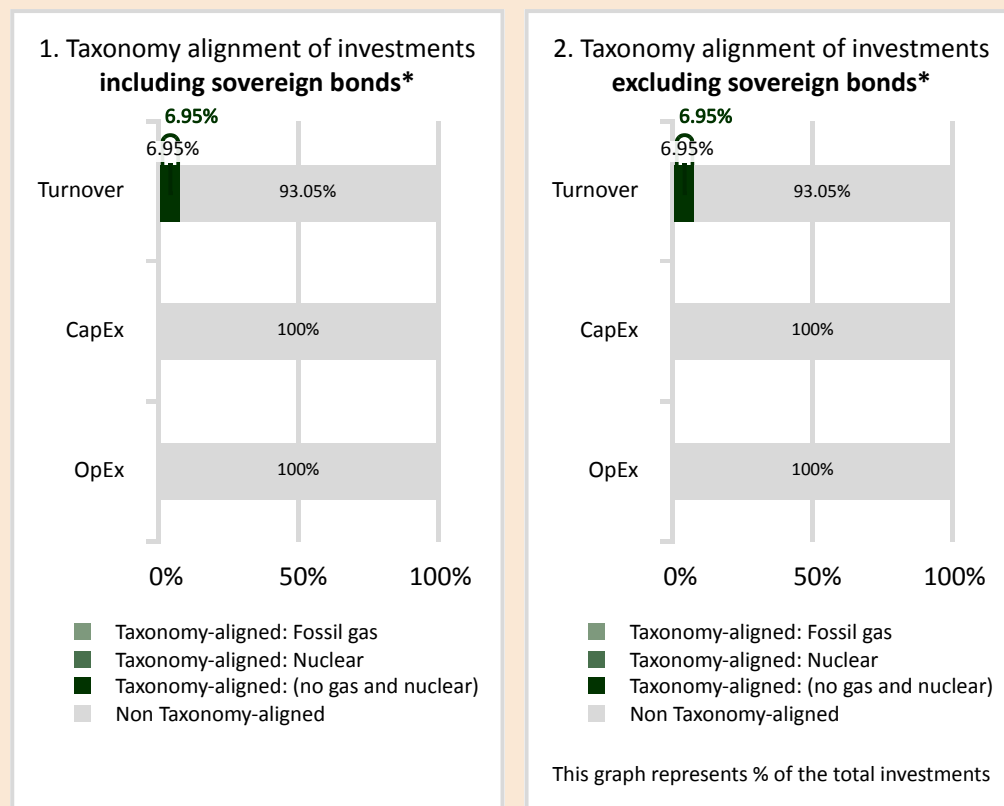 1. Taxonomy alignment of investments
including sovereign bonds*
6.95%
6.95%
Turnover
93.05%
CapEx
100%
OpEx
100%
0%
50%
100%
Taxonomy-aligned: Fossil gas
Taxonomy-aligned: Nuclear
Taxonomy-aligned: (no gas and nuclear)
Non Taxonomy-aligned
2. Taxonomy alignment of investments
excluding sovereign bonds*
6.95%
6.95%
Turnover
93.05%
CapEx
100%
OpEx
100%
0%
50%
100%
Taxonomy-aligned: Fossil gas
Taxonomy-aligned: Nuclear
Taxonomy-aligned: (no gas and nuclear)
Non Taxonomy-aligned
This graph represents % of the total investments